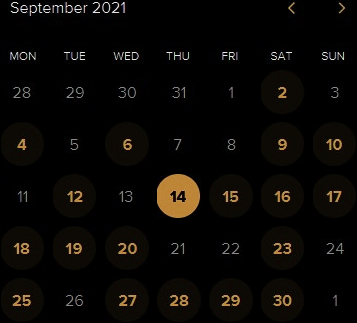 September 2021
MON TUE WED THU FRI SAT SUN
28 29 30 31 1 2 3
4 5 6 7 8 9 10
11 12 13 14 15 16 17
18 19 20 21 22 23 24
25 26 27 28 29 30 1